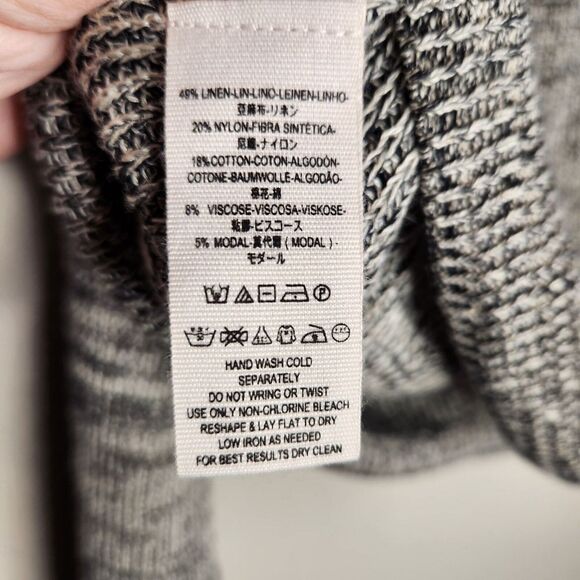 49% LINEN-LIN-LINO-LEINEN-LINHO-
亞麻布-リネン
20% NYLON-FIBRA SINTÉTICA-
尼龍-ナイロン
18% COTTON-COTON-ALGODÓN-
COTONE-BAUMWOLLE-ALGODÃO-
棉花-綿
8% VISCOSE-VISCOSA-VISKOSE-
粘膠-ビスコース
5% MODAL-莫代爾 ( MODAL ) -
モダール
HAND WASH COLD
SEPARATELY
DO NOT WRING OR TWIST
USE ONLY NON-CHLORINE BLEACH
RESHAPE & LAY FLAT TO DRY
LOW IRON AS NEEDED
FOR BEST RESULTS DRY CLEAN